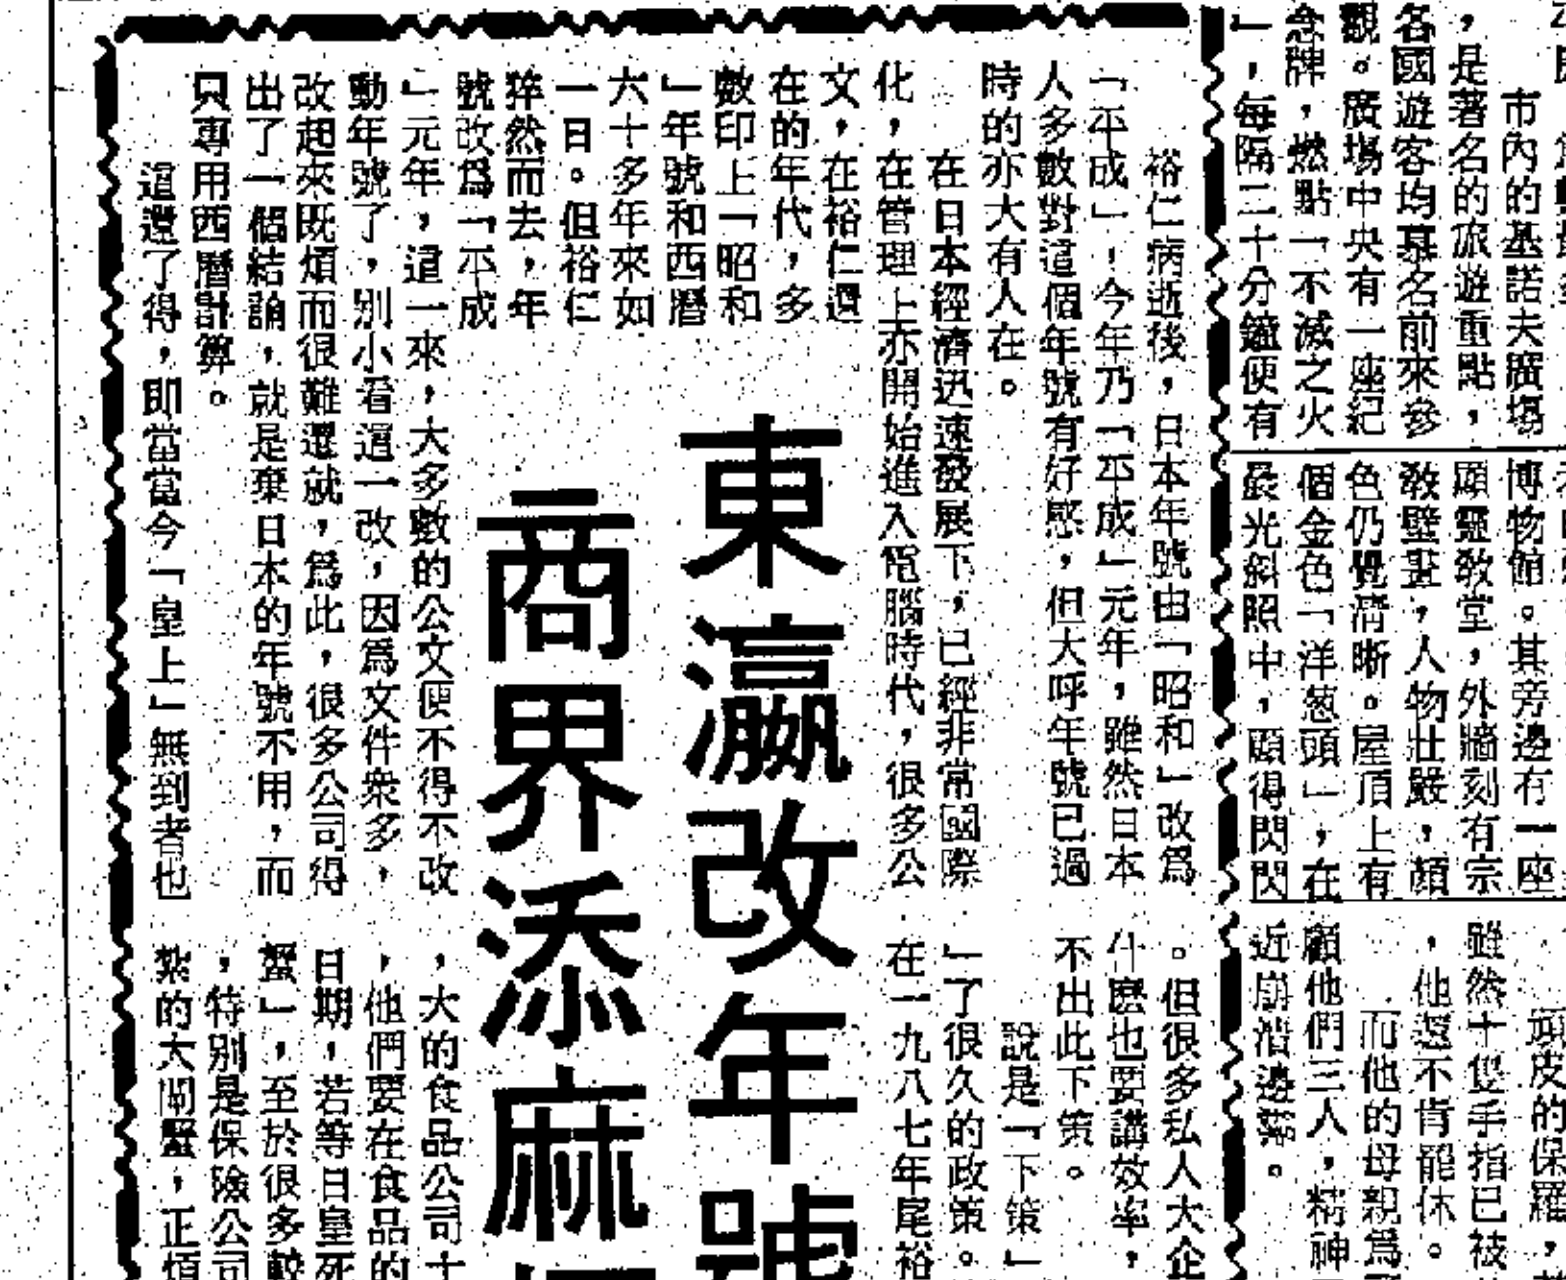 市內的基諾夫廣場
，是著名的旅遊重點，
各國遊客均慕名前來參
觀。廣場中央有一座紀
念牌，燃點「不滅之火
」，每隔二十分鐘便有
博物館。其旁邊有一座
顯靈敎堂，外牆刻有宗
敎壁畫，人物壯嚴，顏
色仍覺清晰。屋頂上有
個金色「洋葱頭」，在
晨光斜照中，顯得閃閃
頑皮的保羅，
雖然十隻手指已被
，他還不肯罷休。
而他的母親爲
顧他們三人，精神
近崩潰邊緣。
東瀛改年號
商界添麻
裕仁病逝後，日本年號由「昭和」改爲
「平成」，今年乃「平成」元年，雖然日本
人多數對這個年號有好感，但大呼年號已過
時的亦大有人在。
在日本經濟迅速發展下，已經非常國際
化，在管理上亦開始進入電腦時代，很多公
文，在裕仁還
在的年代，多
數印上「昭和
」年號和西曆
六十多年來如
一日。但裕仁
猝然而去，年
號改爲「平成
」元年，這一來，大多數的公文便不得不改
動年號了，別小看這一改，因爲文件衆多，
改起來旣煩而很難遷就，爲此，很多公司得
出了一個結論，就是棄日本的年號不用，而
只專用西曆計算。
這還了得，即當當今「皇上」無到者也
。但很多私人大企
什麼也要講效率，
不出此下策。
說是「下策」
」了很久的政策。
在一九八七年尾裕
，大的食品公司十
，他們要在食品的
日期，若等日皇死
蟹」，至於很多較
，特別是保險公司
紮的大閘蟹，正煩